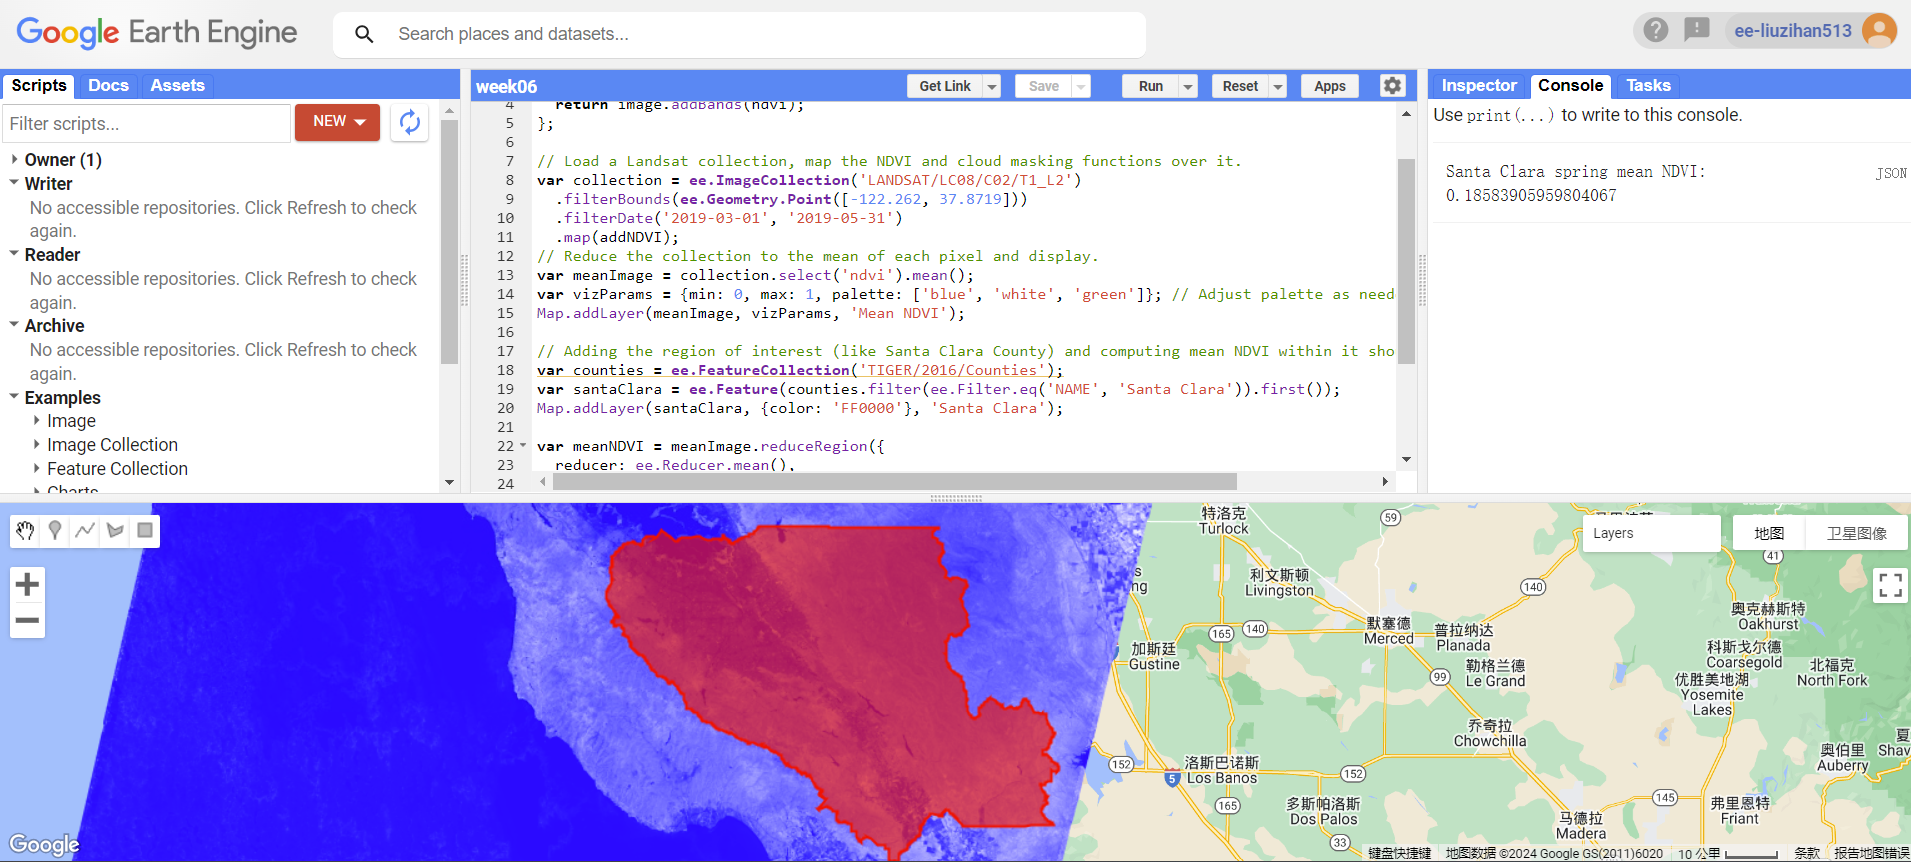 Google Earth Engine
Search places and datasets...
ee-liuzihan513
Scripts
Docs
Assets
Filter scripts...
NEW
Owner (1)
Writer
No accessible repositories. Click Refresh to check
again.
Reader
No accessible repositories. Click Refresh to check
again.
Archive
No accessible repositories. Click Refresh to check
again.
Examples
Image
Image Collection
Feature Collection
Charts
week06
Get Link
Save
Run
Reset
Apps
4 return image.addBands(ndvi);
5 };
6
7 // Load a Landsat collection, map the NDVI and cloud masking functions over it.
8 var collection = ee.ImageCollection('LANDSAT/LC08/C02/T1_L2')
9 .filterBounds(ee.Geometry.Point([-122.262, 37.8719]))
10 .filterDate('2019-03-01', '2019-05-31')
11 .map(addNDVI);
12 // Reduce the collection to the mean of each pixel and display.
13 var meanImage = collection.select('ndvi').mean();
14 var vizParams = {min: 0, max: 1, palette: ['blue', 'white', 'green']}; // Adjust palette as need
15 Map.addLayer(meanImage, vizParams, 'Mean NDVI');
16
17 // Adding the region of interest (like Santa Clara County) and computing mean NDVI within it sho
18 var counties = ee.FeatureCollection('TIGER/2016/Counties');
19 var santaClara = ee.Feature(counties.filter(ee.Filter.eq('NAME', 'Santa Clara')).first());
20 Map.addLayer(santaClara, {color: 'FF0000'}, 'Santa Clara');
21
22 var meanNDVI = meanImage.reduceRegion({
23 reducer: ee.Reducer.mean(),
24
Inspector
Console
Tasks
Use print(...) to write to this console.
Santa Clara spring mean NDVI:
JSON
0.18583905959804067
Layers
地图
卫星图像
特洛克
Turlock
59
41
利文斯顿
Livingston
140
奥克赫斯特
Oakhurst
默塞德
Merced
165
140
普拉纳达
Planada
加斯廷
Gustine
科斯戈尔德
Coarsegold
勒格兰德
Le Grand
99
北福克
North Fork
优胜美地湖
Yosemite
Lakes
乔奇拉
Chowchilla
夏
Shav
奥伯里
Auberry
152
5
洛斯巴诺斯
Los Banos
152
165
145
多斯帕洛斯
Dos Palos
弗里恩特
Friant
马德拉
Madera
33
Google
键盘快捷键
地图数据 ©2024 Google GS(2011)6020
10 公里
条款
报告地图错误